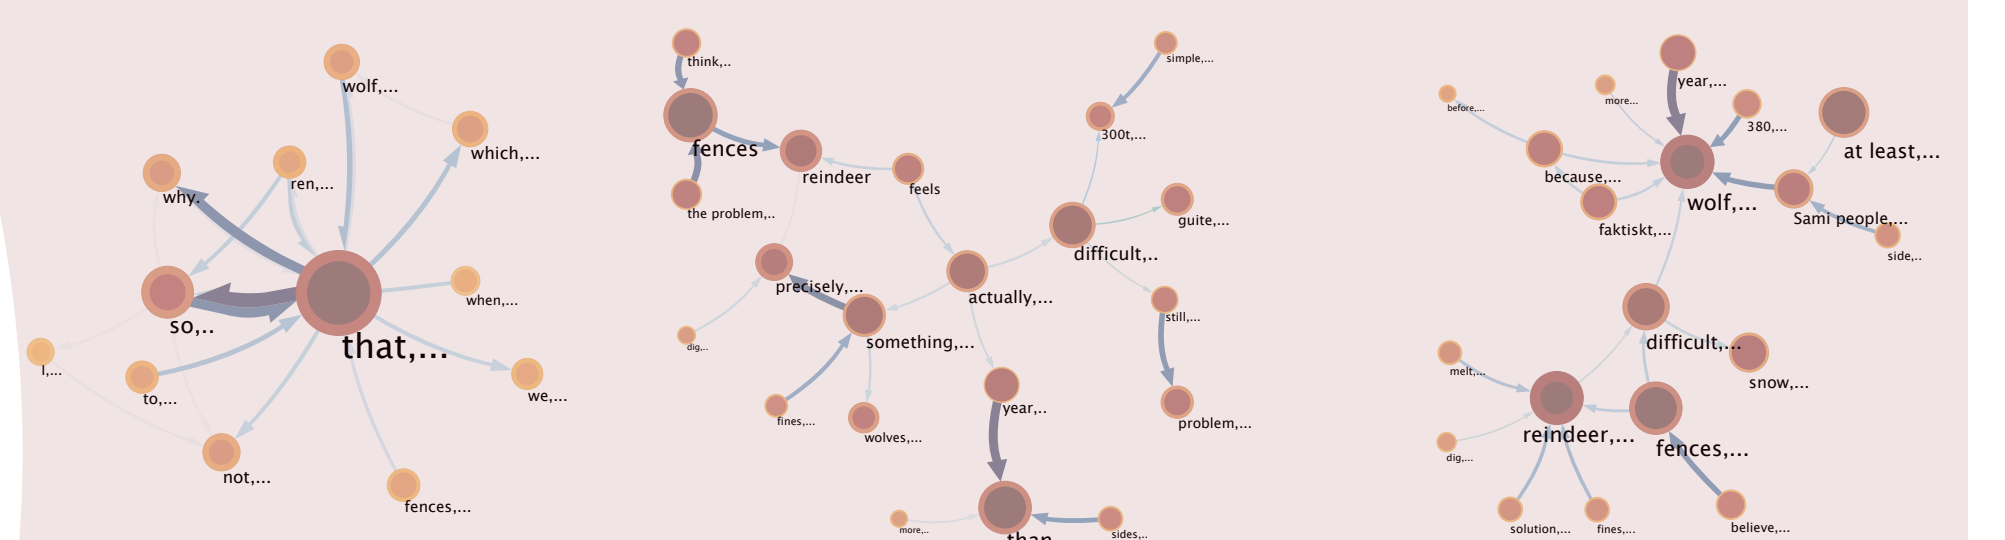 wolf,...
which,...
ren,...
why.
so,..
that,...
when,...
I,...
to,...
we,...
not,...
fences,...
think,..
simple,...
fences
300t,...
reindeer
feels
the problem,..
guite,...
difficult,..
precisely,...
actually,...
something,...
still,...
dig,..
fines,...
wolves,...
year,..
problem,...
more,..
sides,..
than
year,...
before,...
more...
380,...
at least,...
because,...
wolf,...
Sami people,...
faktiskt,...
side,..
difficult,...
melt,...
snow,...
reindeer,...
fences,...
dig,...
solution,...
fines,...
believe,...